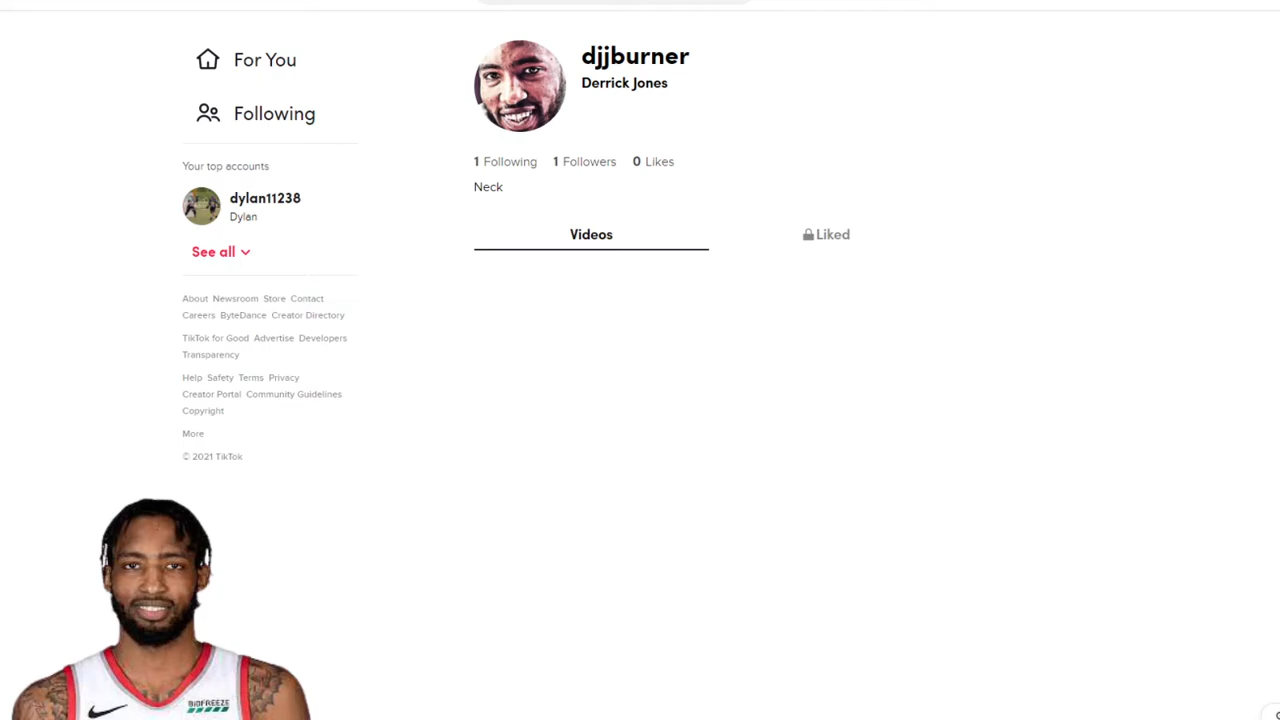 For You
Following
Your top accounts
dylan11238
Dylan
See all
About Newsroom Store Contact
Careers ByteDance Creator Directory
TikTok for Good Advertise Developers
Transparency
Help Safety Terms Privacy
Creator Portal Community Guidelines
Copyright
More
© 2021 TikTok
djjburner
Derrick Jones
1 Following 1 Followers 0 Likes
Neck
Videos
Liked
BIOFREEZE